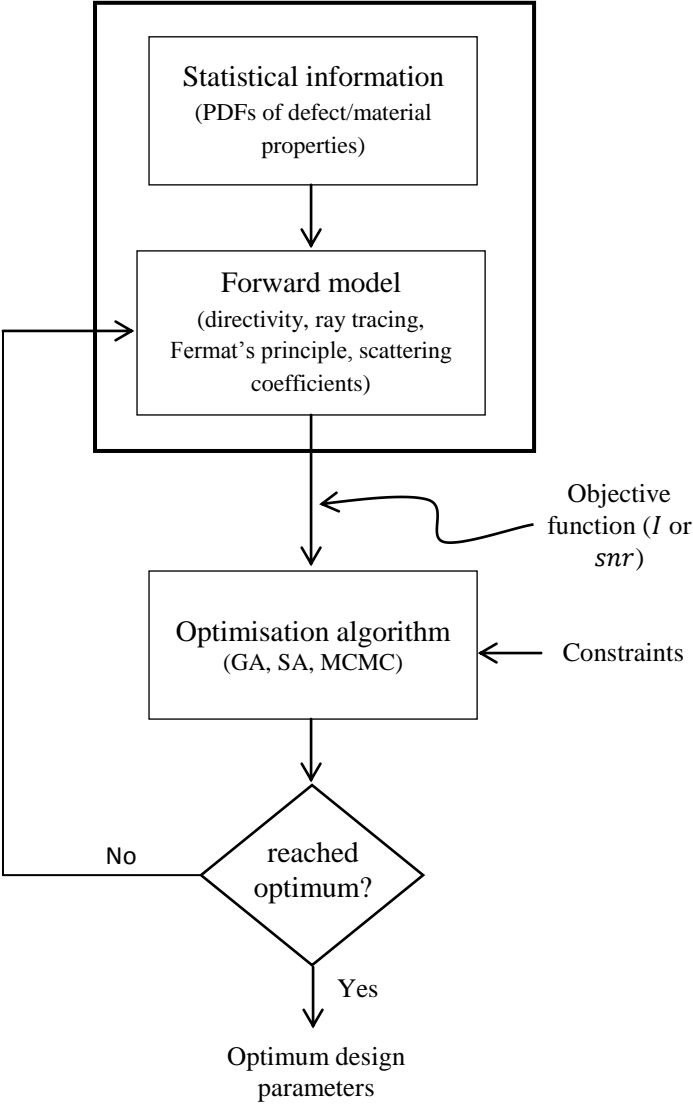 Statistical information
(PDFs of defect/material
properties)
Forward model
(directivity, ray tracing,
Fermat’s principle, scattering
coefficients)
Objective
function (𝐼 or
𝑠𝑛𝑟)
Optimisation algorithm
(GA, SA, MCMC)
Constraints
No
reached
optimum?
Yes
Optimum design
parameters